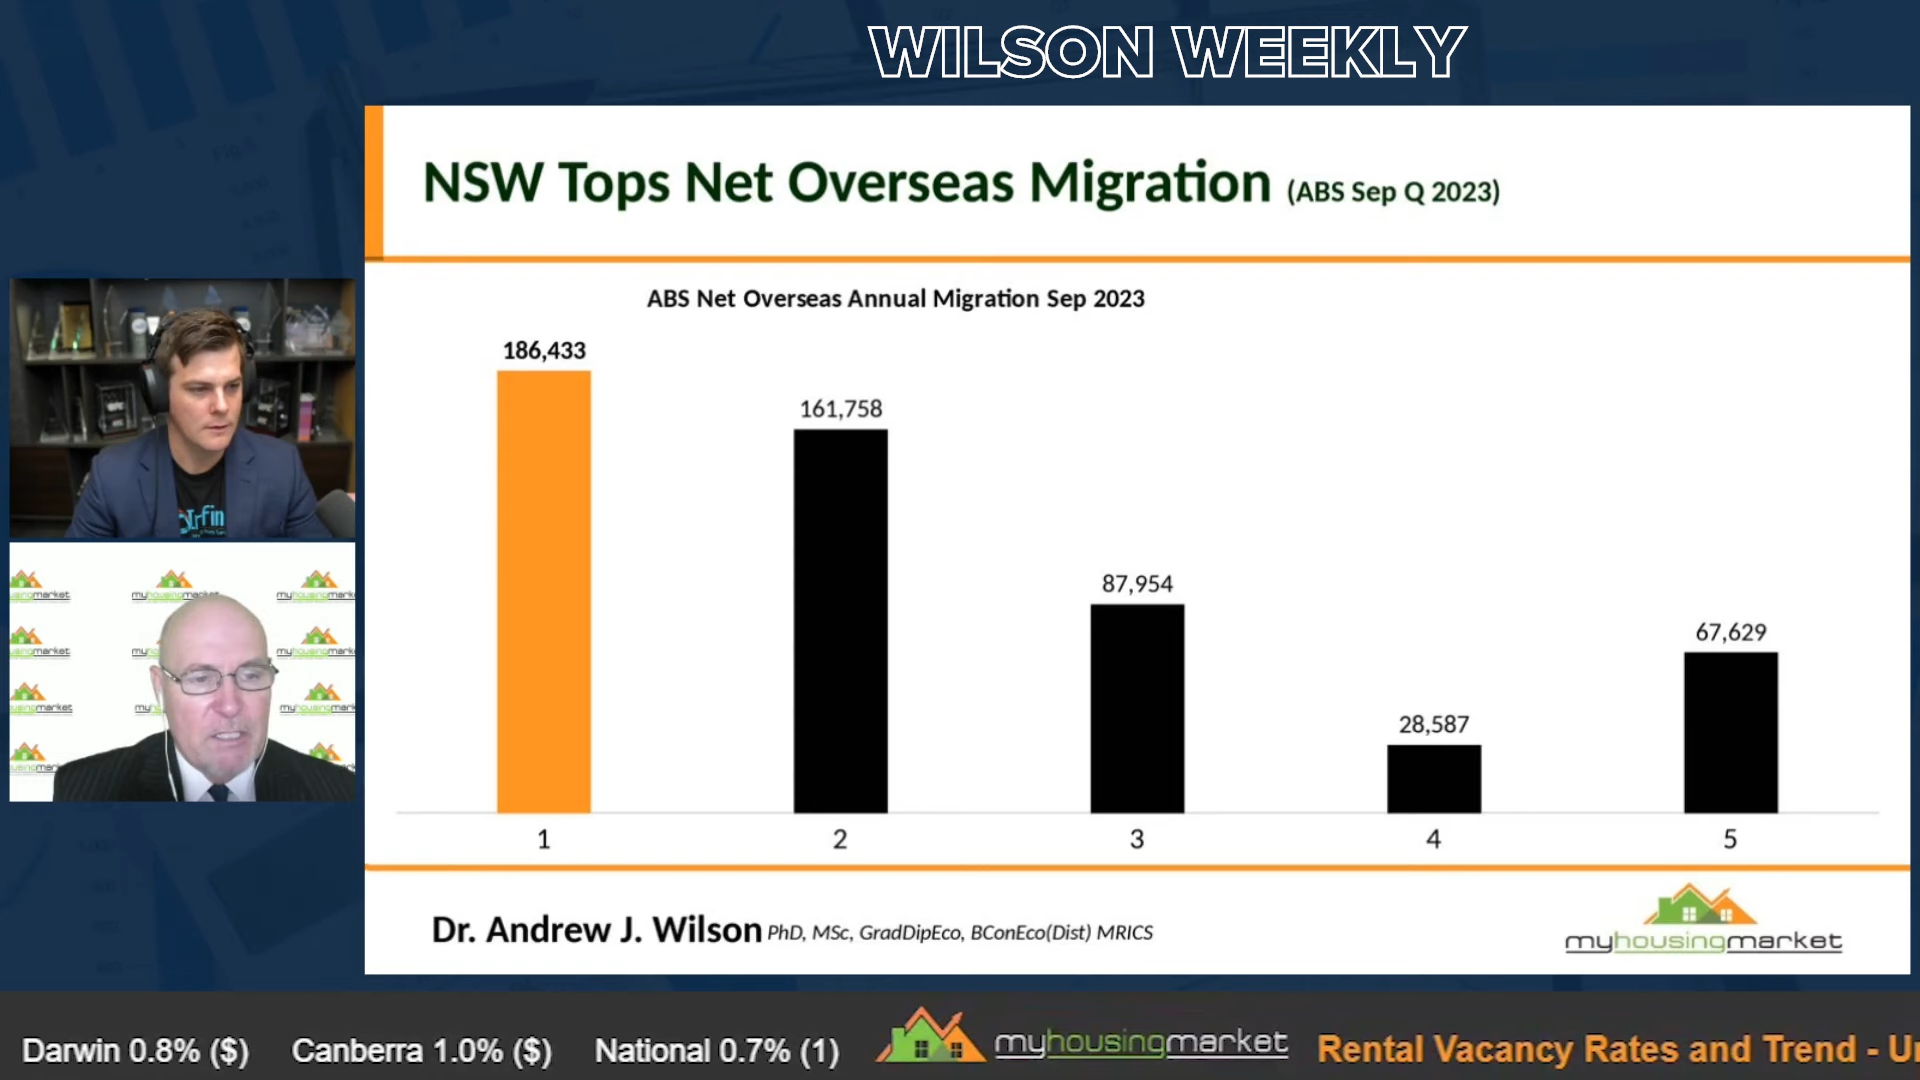 WILSON WEEKLY
NSW Tops Net Overseas Migration (ABS Sep Q 2023)
ABS Net Overseas Annual Migration Sep 2023
186,433
161,758
87,954
28,587
67,629
1 2 3 4 5
Dr. Andrew J. Wilson PhD, MSc, GradDipEco, BConEco(Dist) MRICS
myhousingmarket
Darwin 0.8% ($) Canberra 1.0% ($) National 0.7% (1) myhousingmarket Rental Vacancy Rates and Trend -